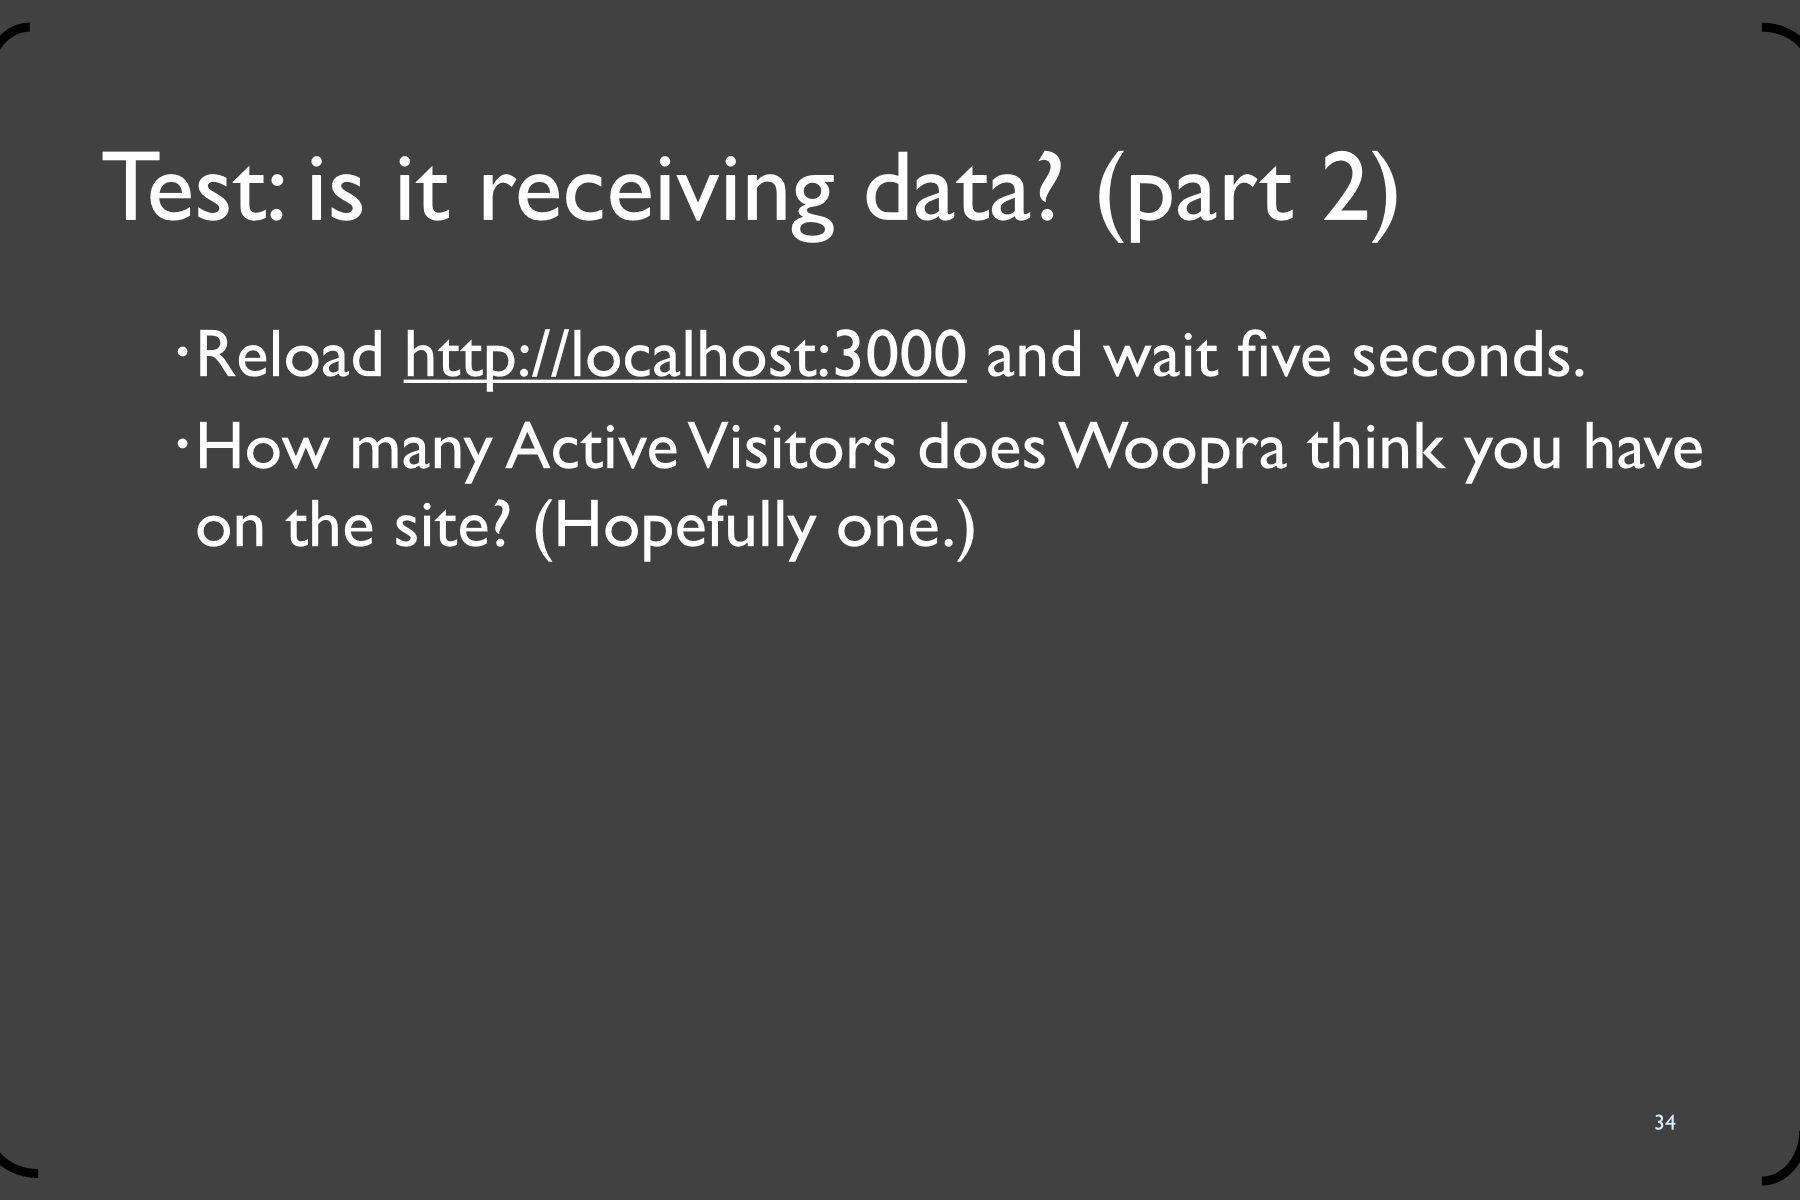 Test: is it receiving data? (part 2)
•Reload http://localhost:3000 and wait five seconds.
•How many Active Visitors does Woopra think you have
on the site? (Hopefully one.)
34